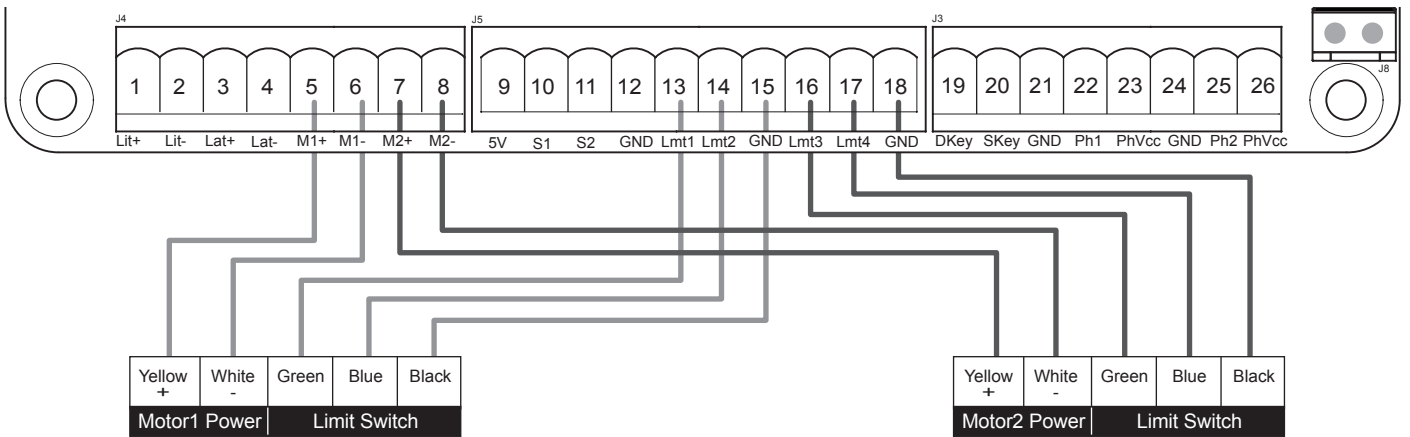 J4 J5 J3
1 2 3 4 5 6 7 8 9 10 11 12 13 14 15 16 17 18 19 20 21 22 23 24 25 26
J8
Lit+ Lit- Lat+ Lat- M1+ M1- M2+ M2- 5V S1 S2 GND Lmt1 Lmt2 GND Lmt3 Lmt4 GND DKey SKey GND Ph1 PhVcc GND Ph2 PhVcc
Yellow White Green Blue Black Yellow White Green Blue Black
+ - + -
Motor1 Power Limit Switch Motor2 Power Limit Switch